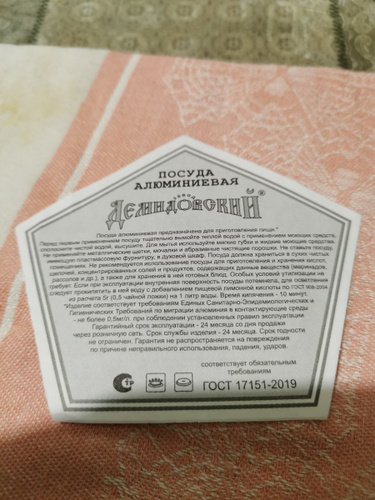 ПОСУДА
АЛЮМИНИЕВАЯ
ДЕМИДОВСКИЙ®
Посуда алюминиевая предназначена для приготовления пищи.
Перед первым применением посуду тщательно вымойте теплой водой с применением моющих средств,
ополосните чистой водой, высушите. Для мытья используйте мягкие губки и жидкие моющие средства.
Не применяйте металлические щетки, мочалки и абразивные чистящие порошки. Не ставьте посуду,
имеющую пластмассовую фурнитуру, в духовой шкаф. Посуда должна храниться в сухих чистых
помещениях. Не рекомендуется использование посуды для приготовления и хранения кислот,
щелочей, концентрированных солей и продуктов, содержащих данные вещества (маринадов,
рассолов и др.), а также для хранения в ней готовых блюд. Особых условий утилизации не
требует. Если при эксплуатации внутренняя поверхность посуды потемнела, для осветления
следует прокипятить в ней воду с добавлением пищевой лимонной кислоты по ГОСТ 908-2004
из расчета 5г (0,5 чайной ложки) на 1 литр воды. Время кипячения - 10 минут.
"Изделие соответствует требованиям Единых Санитарно-Эпидемиологических и
Гигиенических Требований по миграции алюминия в контактирующие среды
- не более 0,5мг/л, при соблюдении установленных правил эксплуатации"
Гарантийный срок эксплуатации - 24 месяца со дня продажи
через розничную сеть. Срок службы изделия - 24 месяца. Срок годности
не ограничен. Гарантия не распространяется на повреждения
по причине неправильного использования, падения, ударов.
соответствует обязательным
требованиям
ГОСТ 17151-2019